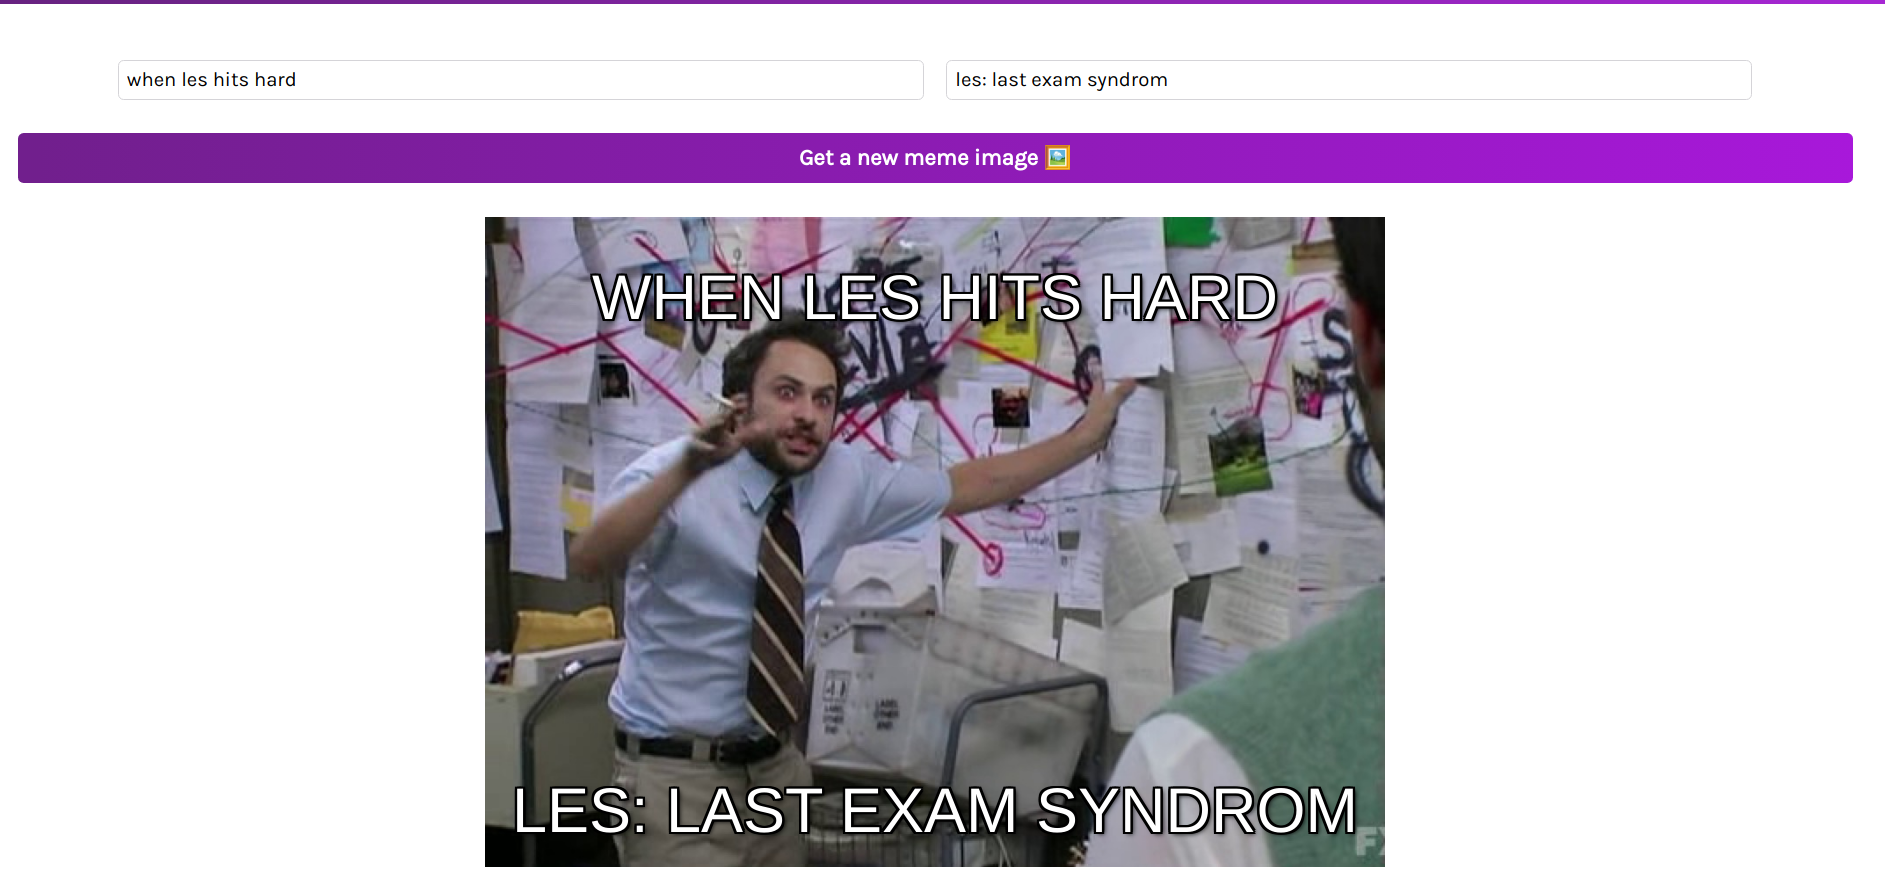 when les hits hard
les: last exam syndrom
Get a new meme image
WHEN LES HITS HARD
LES: LAST EXAM SYNDROM